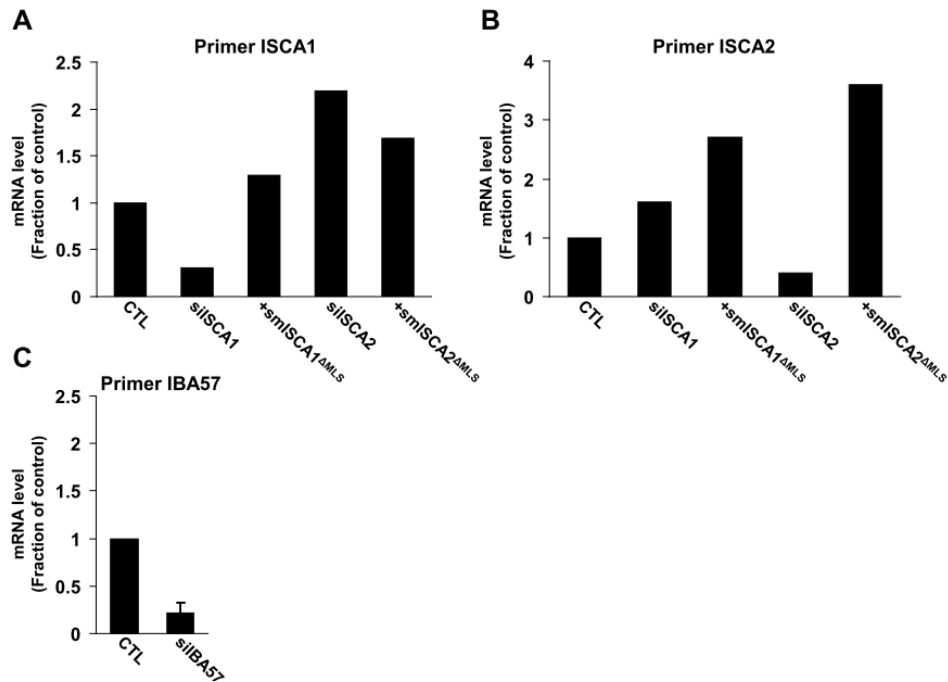 A
Primer ISCA1
mRNA level
(Fraction of control)
2.5
2
1.5
1
0.5
0
CTL
siISCA1
+smISCA1ΔMLS
siISCA2
+smISCA2ΔMLS
B
Primer ISCA2
mRNA level
(Fraction of control)
4
3
2
1
0
CTL
siISCA1
+smISCA1ΔMLS
siISCA2
+smISCA2ΔMLS
C
Primer IBA57
mRNA level
(Fraction of control)
2.5
2
1.5
1
0.5
0
CTL
siIBA57